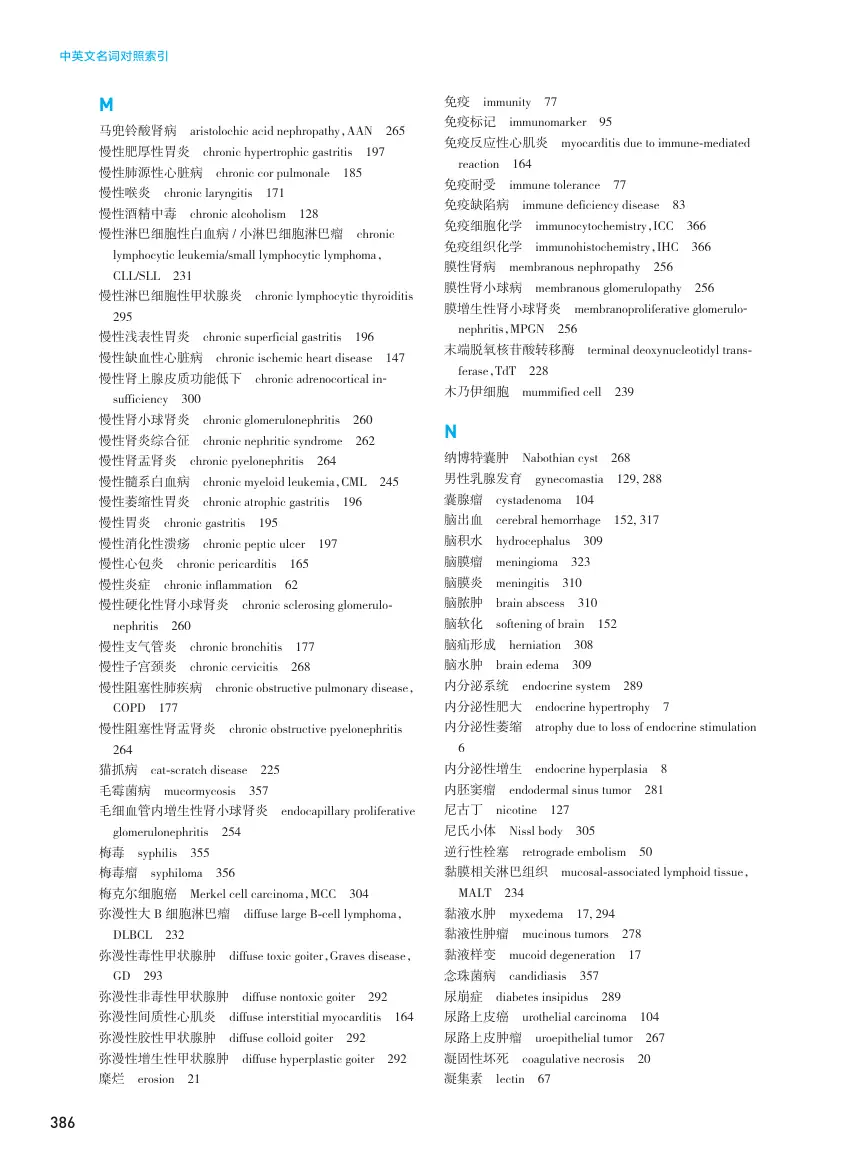 中英文名词对照索引
M
马兜铃酸肾病 aristolochic acid nephropathy, AAN 265
慢性肥厚性胃炎 chronic hypertrophic gastritis 197
慢性肺源性心脏病 chronic cor pulmonale 185
慢性喉炎 chronic laryngitis 171
慢性酒精中毒 chronic alcoholism 128
慢性淋巴细胞性白血病 / 小淋巴细胞淋巴瘤 chronic
lymphocytic leukemia/small lymphocytic lymphoma,
CLL/SLL 231
慢性淋巴细胞性甲状腺炎 chronic lymphocytic thyroiditis
295
慢性浅表性胃炎 chronic superficial gastritis 196
慢性缺血性心脏病 chronic ischemic heart disease 147
慢性肾上腺皮质功能低下 chronic adrenocortical in-
sufficiency 300
慢性肾小球肾炎 chronic glomerulonephritis 260
慢性肾炎综合征 chronic nephritic syndrome 262
慢性肾盂肾炎 chronic pyelonephritis 264
慢性髓系白血病 chronic myeloid leukemia, CML 245
慢性萎缩性胃炎 chronic atrophic gastritis 196
慢性胃炎 chronic gastritis 195
慢性消化性溃疡 chronic peptic ulcer 197
慢性心包炎 chronic pericarditis 165
慢性炎症 chronic inflammation 62
慢性硬化性肾小球肾炎 chronic sclerosing glomerulo-
nephritis 260
慢性支气管炎 chronic bronchitis 177
慢性子宫颈炎 chronic cervicitis 268
慢性阻塞性肺疾病 chronic obstructive pulmonary disease,
COPD 177
慢性阻塞性肾盂肾炎 chronic obstructive pyelonephritis
264
猫抓病 cat-scratch disease 225
毛霉菌病 mucormycosis 357
毛细血管内增生性肾小球肾炎 endocapillary proliferative
glomerulonephritis 254
梅毒 syphilis 355
梅毒瘤 syphiloma 356
梅克尔细胞癌 Merkel cell carcinoma, MCC 304
弥漫性大 B 细胞淋巴瘤 diffuse large B-cell lymphoma,
DLBCL 232
弥漫性毒性甲状腺肿 diffuse toxic goiter, Graves disease,
GD 293
弥漫性非毒性甲状腺肿 diffuse nontoxic goiter 292
弥漫性间质性心肌炎 diffuse interstitial myocarditis 164
弥漫性胶性甲状腺肿 diffuse colloid goiter 292
弥漫性增生性甲状腺肿 diffuse hyperplastic goiter 292
糜烂 erosion 21
免疫 immunity 77
免疫标记 immunomarker 95
免疫反应性心肌炎 myocarditis due to immune-mediated
reaction 164
免疫耐受 immune tolerance 77
免疫缺陷病 immune deficiency disease 83
免疫细胞化学 immunocytochemistry, ICC 366
免疫组织化学 immunohistochemistry, IHC 366
膜性肾病 membranous nephropathy 256
膜性肾小球病 membranous glomerulopathy 256
膜增生性肾小球肾炎 membranoproliferative glomerulo-
nephritis, MPGN 256
末端脱氧核苷酸转移酶 terminal deoxynucleotidyl trans-
ferase, TdT 228
木乃伊细胞 mummified cell 239
N
纳博特囊肿 Nabothian cyst 268
男性乳腺发育 gynecomastia 129, 288
囊腺瘤 cystadenoma 104
脑出血 cerebral hemorrhage 152, 317
脑积水 hydrocephalus 309
脑膜瘤 meningioma 323
脑膜炎 meningitis 310
脑脓肿 brain abscess 310
脑软化 softening of brain 152
脑疝形成 herniation 308
脑水肿 brain edema 309
内分泌系统 endocrine system 289
内分泌性肥大 endocrine hypertrophy 7
内分泌性萎缩 atrophy due to loss of endocrine stimulation
6
内分泌性增生 endocrine hyperplasia 8
内胚窦瘤 endodermal sinus tumor 281
尼古丁 nicotine 127
尼氏小体 Nissl body 305
逆行性栓塞 retrograde embolism 50
黏膜相关淋巴组织 mucosal-associated lymphoid tissue,
MALT 234
黏液水肿 myxedema 17, 294
黏液性肿瘤 mucinous tumors 278
黏液样变 mucoid degeneration 17
念珠菌病 candidiasis 357
尿崩症 diabetes insipidus 289
尿路上皮癌 urothelial carcinoma 104
尿路上皮肿瘤 uroepithelial tumor 267
凝固性坏死 coagulative necrosis 20
凝集素 lectin 67
386